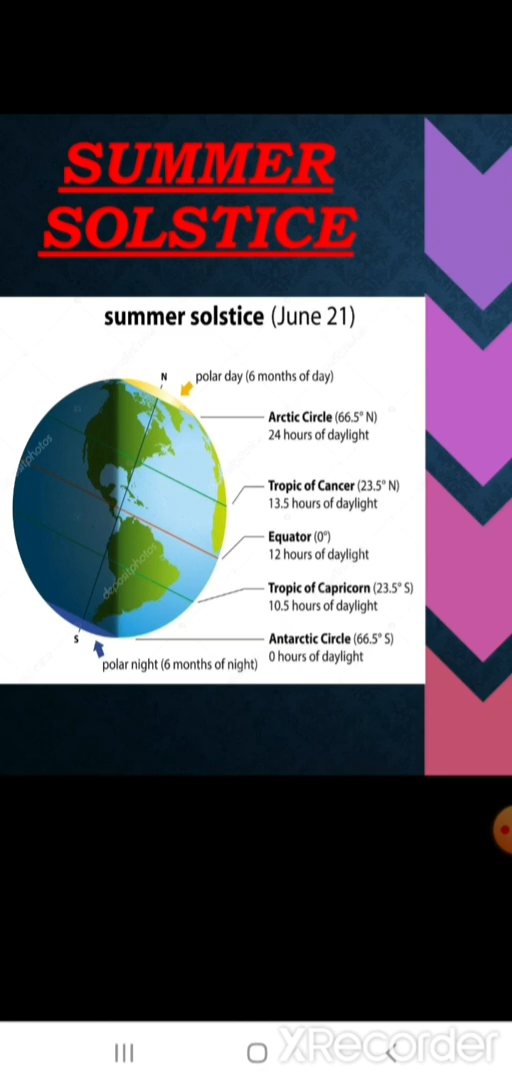 SUMMER
SOLSTICE
summer solstice (June 21)
N
polar day (6 months of day)
Arctic Circle (66.5° N)
24 hours of daylight
Tropic of Cancer (23.5° N)
13.5 hours of daylight
Equator (0°)
12 hours of daylight
Tropic of Capricorn (23.5° S)
10.5 hours of daylight
Antarctic Circle (66.5° S)
0 hours of daylight
S
polar night (6 months of night)
depositphotos
XRecorder